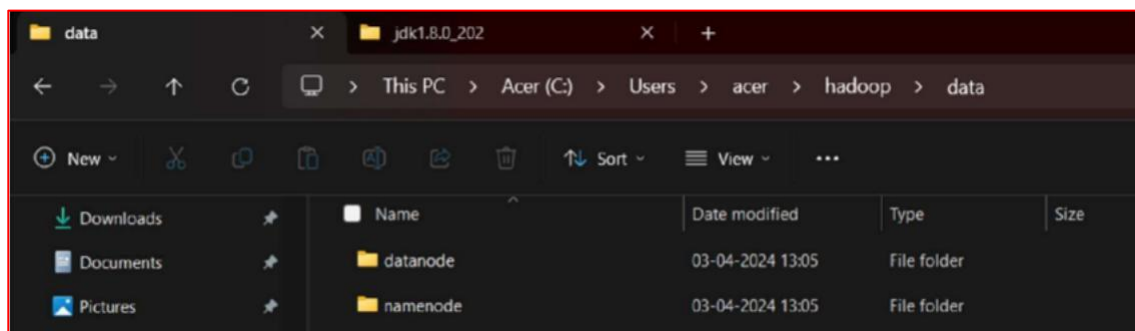 data jdk1.8.0_202
This PC > Acer (C:) > Users > acer > hadoop > data
New Sort View ...
Downloads Name Date modified Type Size
Documents datanode 03-04-2024 13:05 File folder
Pictures namenode 03-04-2024 13:05 File folder